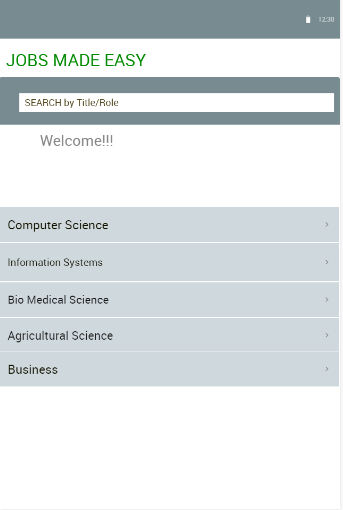 12:30
JOBS MADE EASY
SEARCH by Title/Role
Welcome!!!
Computer Science
Information Systems
Bio Medical Science
Agricultural Science
Business